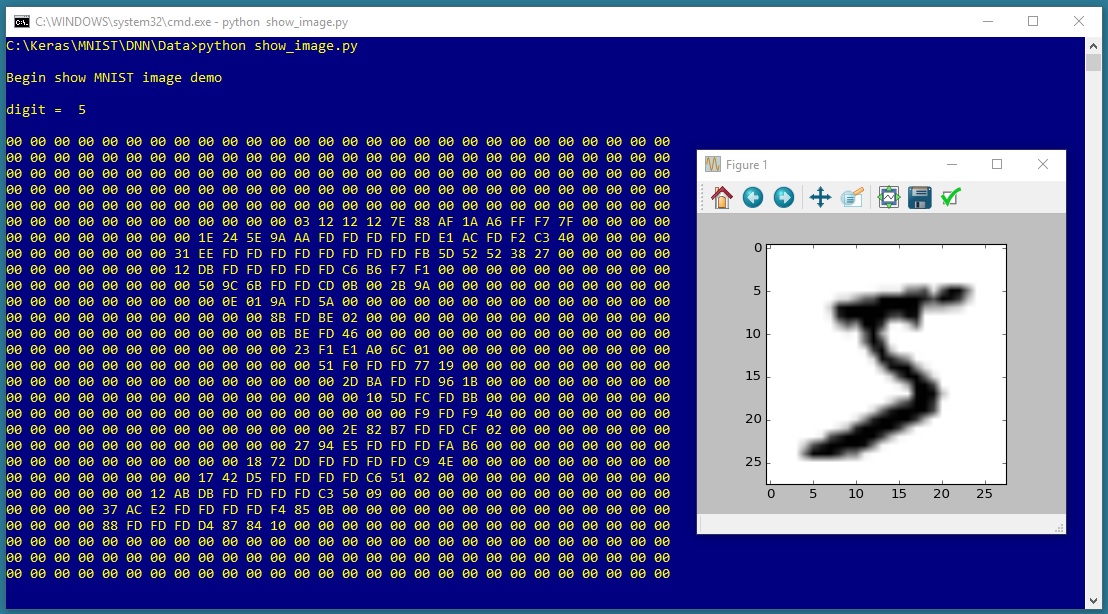 C:\WINDOWS\system32\cmd.exe - python  show_image.py
C:\Keras\MNIST\DNN\Data>python show_image.py
Begin show MNIST image demo
digit =  5
00 00 00 00 00 00 00 00 00 00 00 00 00 00 00 00 00 00 00 00 00 00 00 00 00 00 00 00
00 00 00 00 00 00 00 00 00 00 00 00 00 00 00 00 00 00 00 00 00 00 00 00 00 00 00 00
00 00 00 00 00 00 00 00 00 00 00 00 00 00 00 00 00 00 00 00 00 00 00 00 00 00 00 00
00 00 00 00 00 00 00 00 00 00 00 00 00 00 00 00 00 00 00 00 00 00 00 00 00 00 00 00
00 00 00 00 00 00 00 00 00 00 00 00 00 00 00 00 00 00 00 00 00 00 00 00 00 00 00 00
00 00 00 00 00 00 00 00 00 00 00 00 03 12 12 12 7E 88 AF 1A A6 FF F7 7F 00 00 00 00
00 00 00 00 00 00 00 00 1E 24 5E 9A AA FD FD FD FD FD E1 AC FD F2 C3 40 00 00 00 00
00 00 00 00 00 00 00 31 EE FD FD FD FD FD FD FD FD FB 5D 52 52 38 27 00 00 00 00 00
00 00 00 00 00 00 00 12 DB FD FD FD FD FD C6 B6 F7 F1 00 00 00 00 00 00 00 00 00 00
00 00 00 00 00 00 00 00 50 9C 6B FD FD CD 0B 00 2B 9A 00 00 00 00 00 00 00 00 00 00
00 00 00 00 00 00 00 00 00 0E 01 9A FD 5A 00 00 00 00 00 00 00 00 00 00 00 00 00 00
00 00 00 00 00 00 00 00 00 00 00 8B FD BE 02 00 00 00 00 00 00 00 00 00 00 00 00 00
00 00 00 00 00 00 00 00 00 00 00 0B BE FD 46 00 00 00 00 00 00 00 00 00 00 00 00 00
00 00 00 00 00 00 00 00 00 00 00 00 23 F1 E1 A0 6C 01 00 00 00 00 00 00 00 00 00 00
00 00 00 00 00 00 00 00 00 00 00 00 00 51 F0 FD FD 77 19 00 00 00 00 00 00 00 00 00
00 00 00 00 00 00 00 00 00 00 00 00 00 00 2D BA FD FD 96 1B 00 00 00 00 00 00 00 00
00 00 00 00 00 00 00 00 00 00 00 00 00 00 00 10 5D FC FD BB 00 00 00 00 00 00 00 00
00 00 00 00 00 00 00 00 00 00 00 00 00 00 00 00 00 F9 FD F9 40 00 00 00 00 00 00 00
00 00 00 00 00 00 00 00 00 00 00 00 00 00 2E 82 B7 FD FD CF 02 00 00 00 00 00 00 00
00 00 00 00 00 00 00 00 00 00 00 00 27 94 E5 FD FD FD FA B6 00 00 00 00 00 00 00 00
00 00 00 00 00 00 00 00 00 00 18 72 DD FD FD FD FD C9 4E 00 00 00 00 00 00 00 00 00
00 00 00 00 00 00 00 00 17 42 D5 FD FD FD FD C6 51 02 00 00 00 00 00 00 00 00 00 00
00 00 00 00 00 00 12 AB DB FD FD FD FD C3 50 09 00 00 00 00 00 00 00 00 00 00 00 00
00 00 00 00 37 AC E2 FD FD FD FD F4 85 0B 00 00 00 00 00 00 00 00 00 00 00 00 00 00
00 00 00 00 88 FD FD FD D4 87 84 10 00 00 00 00 00 00 00 00 00 00 00 00 00 00 00 00
00 00 00 00 00 00 00 00 00 00 00 00 00 00 00 00 00 00 00 00 00 00 00 00 00 00 00 00
00 00 00 00 00 00 00 00 00 00 00 00 00 00 00 00 00 00 00 00 00 00 00 00 00 00 00 00
00 00 00 00 00 00 00 00 00 00 00 00 00 00 00 00 00 00 00 00 00 00 00 00 00 00 00 00
Figure 1
0
5
10
15
20
25
0 5 10 15 20 25